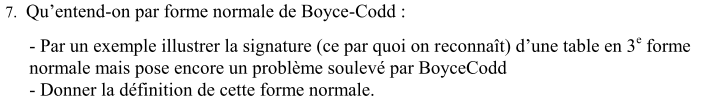 7. Qu’entend-on par forme normale de Boyce-Codd :
- Par un exemple illustrer la signature (ce par quoi on reconnaît) d’une table en 3e forme
normale mais pose encore un problème soulevé par BoyceCodd
- Donner la définition de cette forme normale.